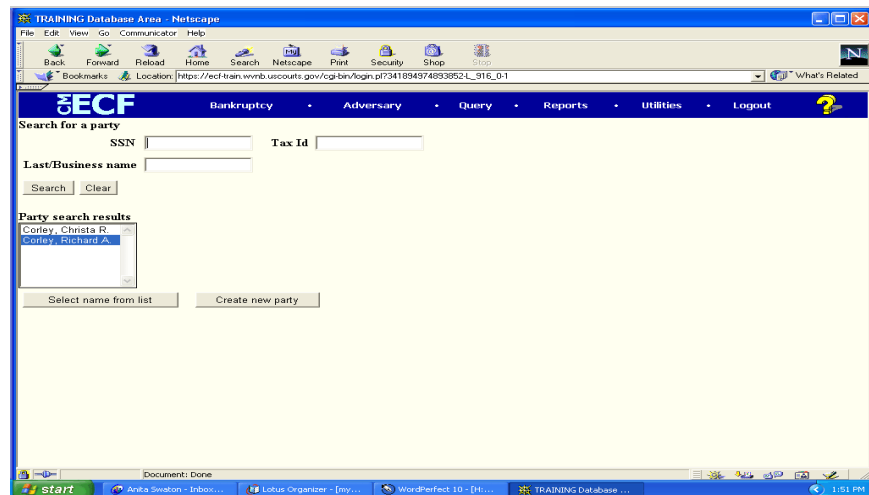 TRAINING Database Area - Netscape
File Edit View Go Communicator Help
Back Forward Reload Home Search Netscape Print Security Shop Stop
Bookmarks Location: https://ecf-train.wvnb.uscourts.gov/cgi-bin/login.pl?341894974893852-L_916_0-1 What's Related
CM ECF Bankruptcy • Adversary • Query • Reports • Utilities • Logout ?
Search for a party
SSN Tax Id
Last/Business name
Search Clear
Party search results
Corley, Christa R.
Corley, Richard A.
Select name from list Create new party
Document: Done
start Anita Swaton - Inbox... Lotus Organizer - [my... WordPerfect 10 - [H:... TRAINING Database ... 1:51 PM